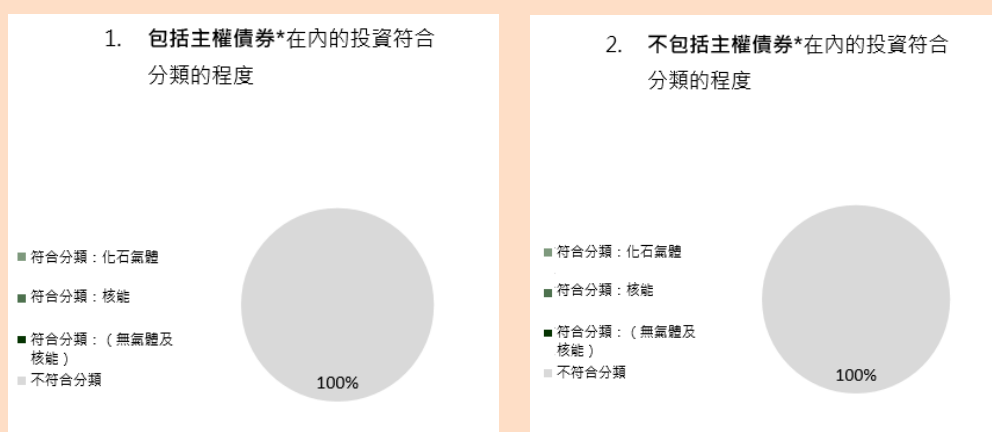 1. 包括主權債券*在內的投資符合
分類的程度
符合分類：化石氣體
符合分類：核能
符合分類：（無氣體及
核能）
不符合分類
100%
2. 不包括主權債券*在內的投資符合
分類的程度
符合分類：化石氣體
符合分類：核能
符合分類：（無氣體及
核能）
不符合分類
100%